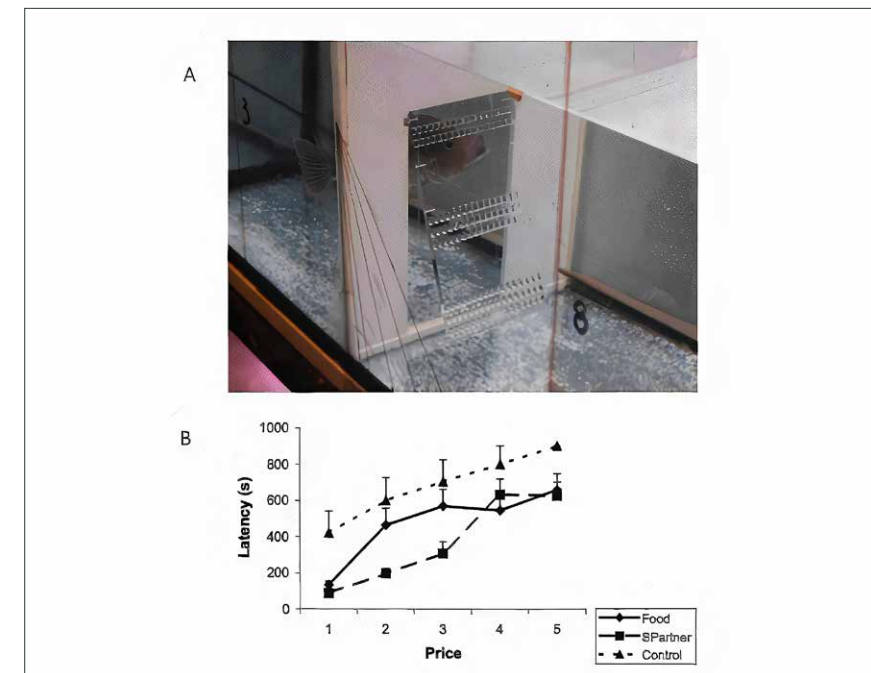 A
3
8
B
1000
800
600
400
200
0
Latency (s)
1 2 3 4 5
Price
Food
SPartner
Control